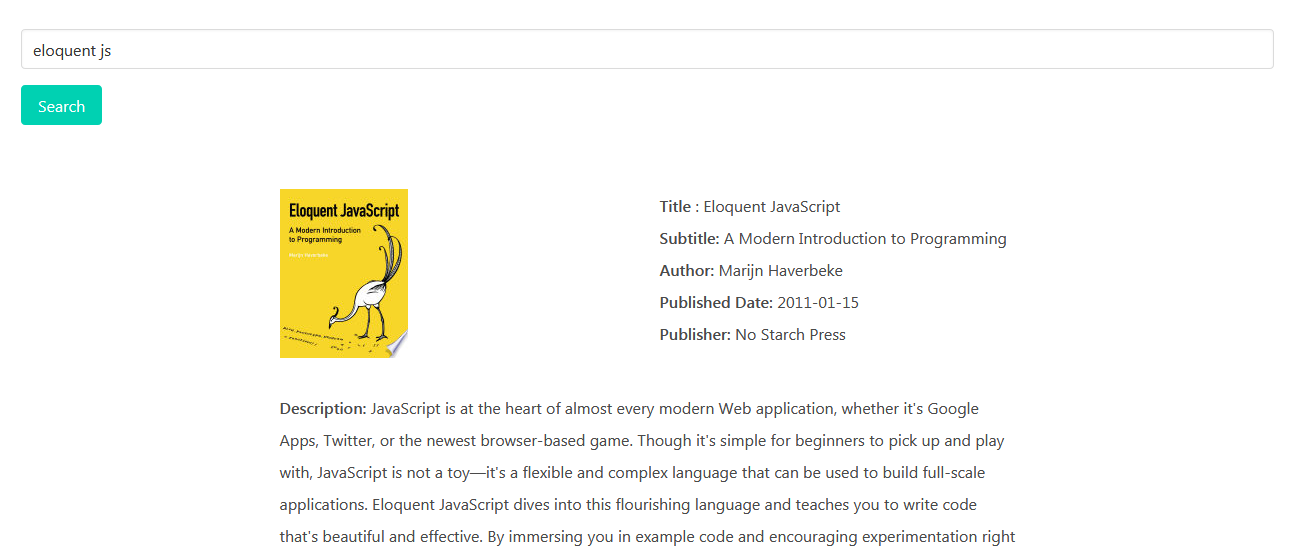 eloquent js
Search
Eloquent JavaScript
A Modern Introduction
to Programming
Marijn Haverbeke
Title : Eloquent JavaScript
Subtitle: A Modern Introduction to Programming
Author: Marijn Haverbeke
Published Date: 2011-01-15
Publisher: No Starch Press
Description: JavaScript is at the heart of almost every modern Web application, whether it's Google
Apps, Twitter, or the newest browser-based game. Though it's simple for beginners to pick up and play
with, JavaScript is not a toy—it's a flexible and complex language that can be used to build full-scale
applications. Eloquent JavaScript dives into this flourishing language and teaches you to write code
that's beautiful and effective. By immersing you in example code and encouraging experimentation right